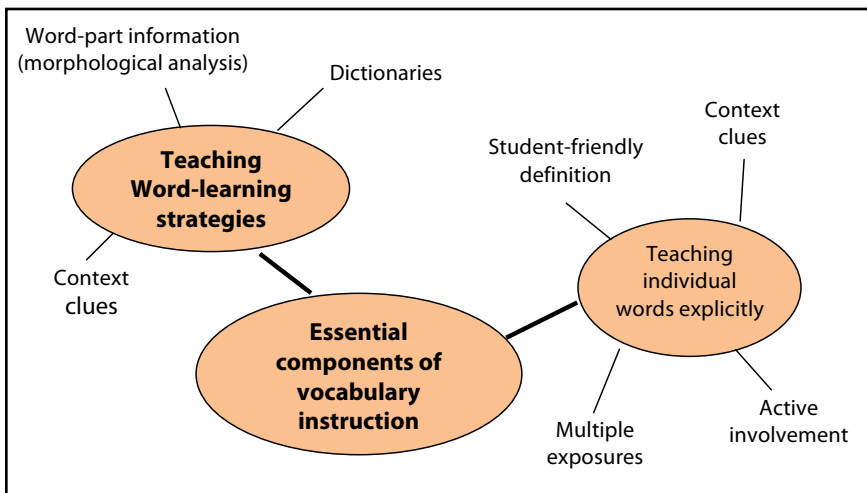 Word-part information
(morphological analysis)
Dictionaries
Teaching
Word-learning
strategies
Context
clues
Essential
components of
vocabulary
instruction
Student-friendly
definition
Context
clues
Teaching
individual
words explicitly
Multiple
exposures
Active
involvement